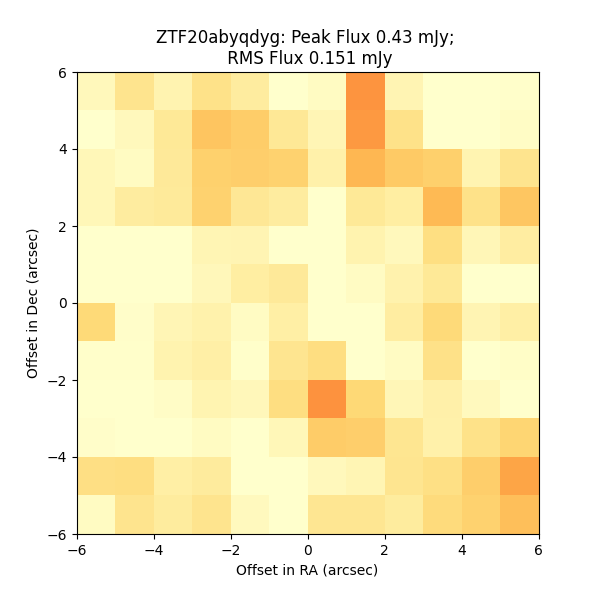 ZTF20abyqdyg: Peak Flux 0.43 mJy;
RMS Flux 0.151 mJy
6
4
2
0
−2
−4
−6
Offset in Dec (arcsec)
−6 −4 −2 0 2 4 6
Offset in RA (arcsec)